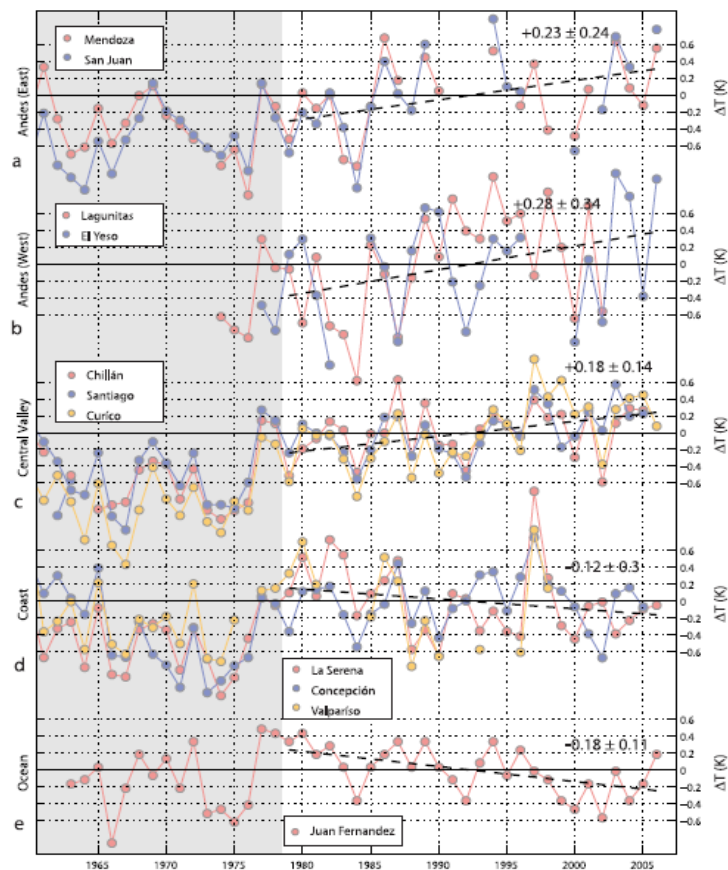 Mendoza
San Juan
+0.23 ± 0.24
Andes (East)
0.6
0.4
0.2
0
-0.2
-0.4
-0.6
ΔT (K)
a
Lagunitas
El Yeso
+0.28 ± 0.34
Andes (West)
0.6
0.4
0.2
0
-0.2
-0.4
-0.6
ΔT (K)
b
Chillán
Santiago
Curíco
+0.18 ± 0.14
Central Valley
0.6
0.4
0.2
0
-0.2
-0.4
-0.6
ΔT (K)
c
-0.12 ± 0.3
Coast
0.6
0.4
0.2
0
-0.2
-0.4
-0.6
ΔT (K)
d
La Serena
Concepción
Valparíso
-0.18 ± 0.11
Ocean
0.6
0.4
0.2
0
-0.2
-0.4
-0.6
ΔT (K)
e
Juan Fernandez
1965 1970 1975 1980 1985 1990 1995 2000 2005